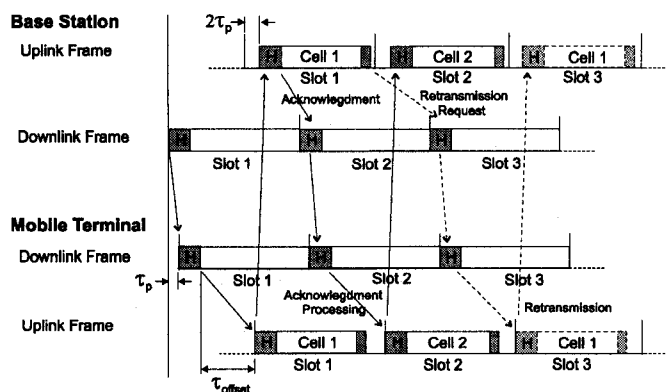 Base Station
2τp
Uplink Frame
H Cell 1 H Cell 2 H Cell 1
Slot 1 Slot 2 Slot 3
Acknowlegdment
Retransmission
Request
Downlink Frame
H H H
Slot 1 Slot 2 Slot 3
Mobile Terminal
Downlink Frame
H H H
τp
Slot 1 Slot 2 Slot 3
Acknowlegdment
Processing
Retransmission
Uplink Frame
H Cell 1 H Cell 2 H Cell 1
Slot 1 Slot 2 Slot 3
τoffset